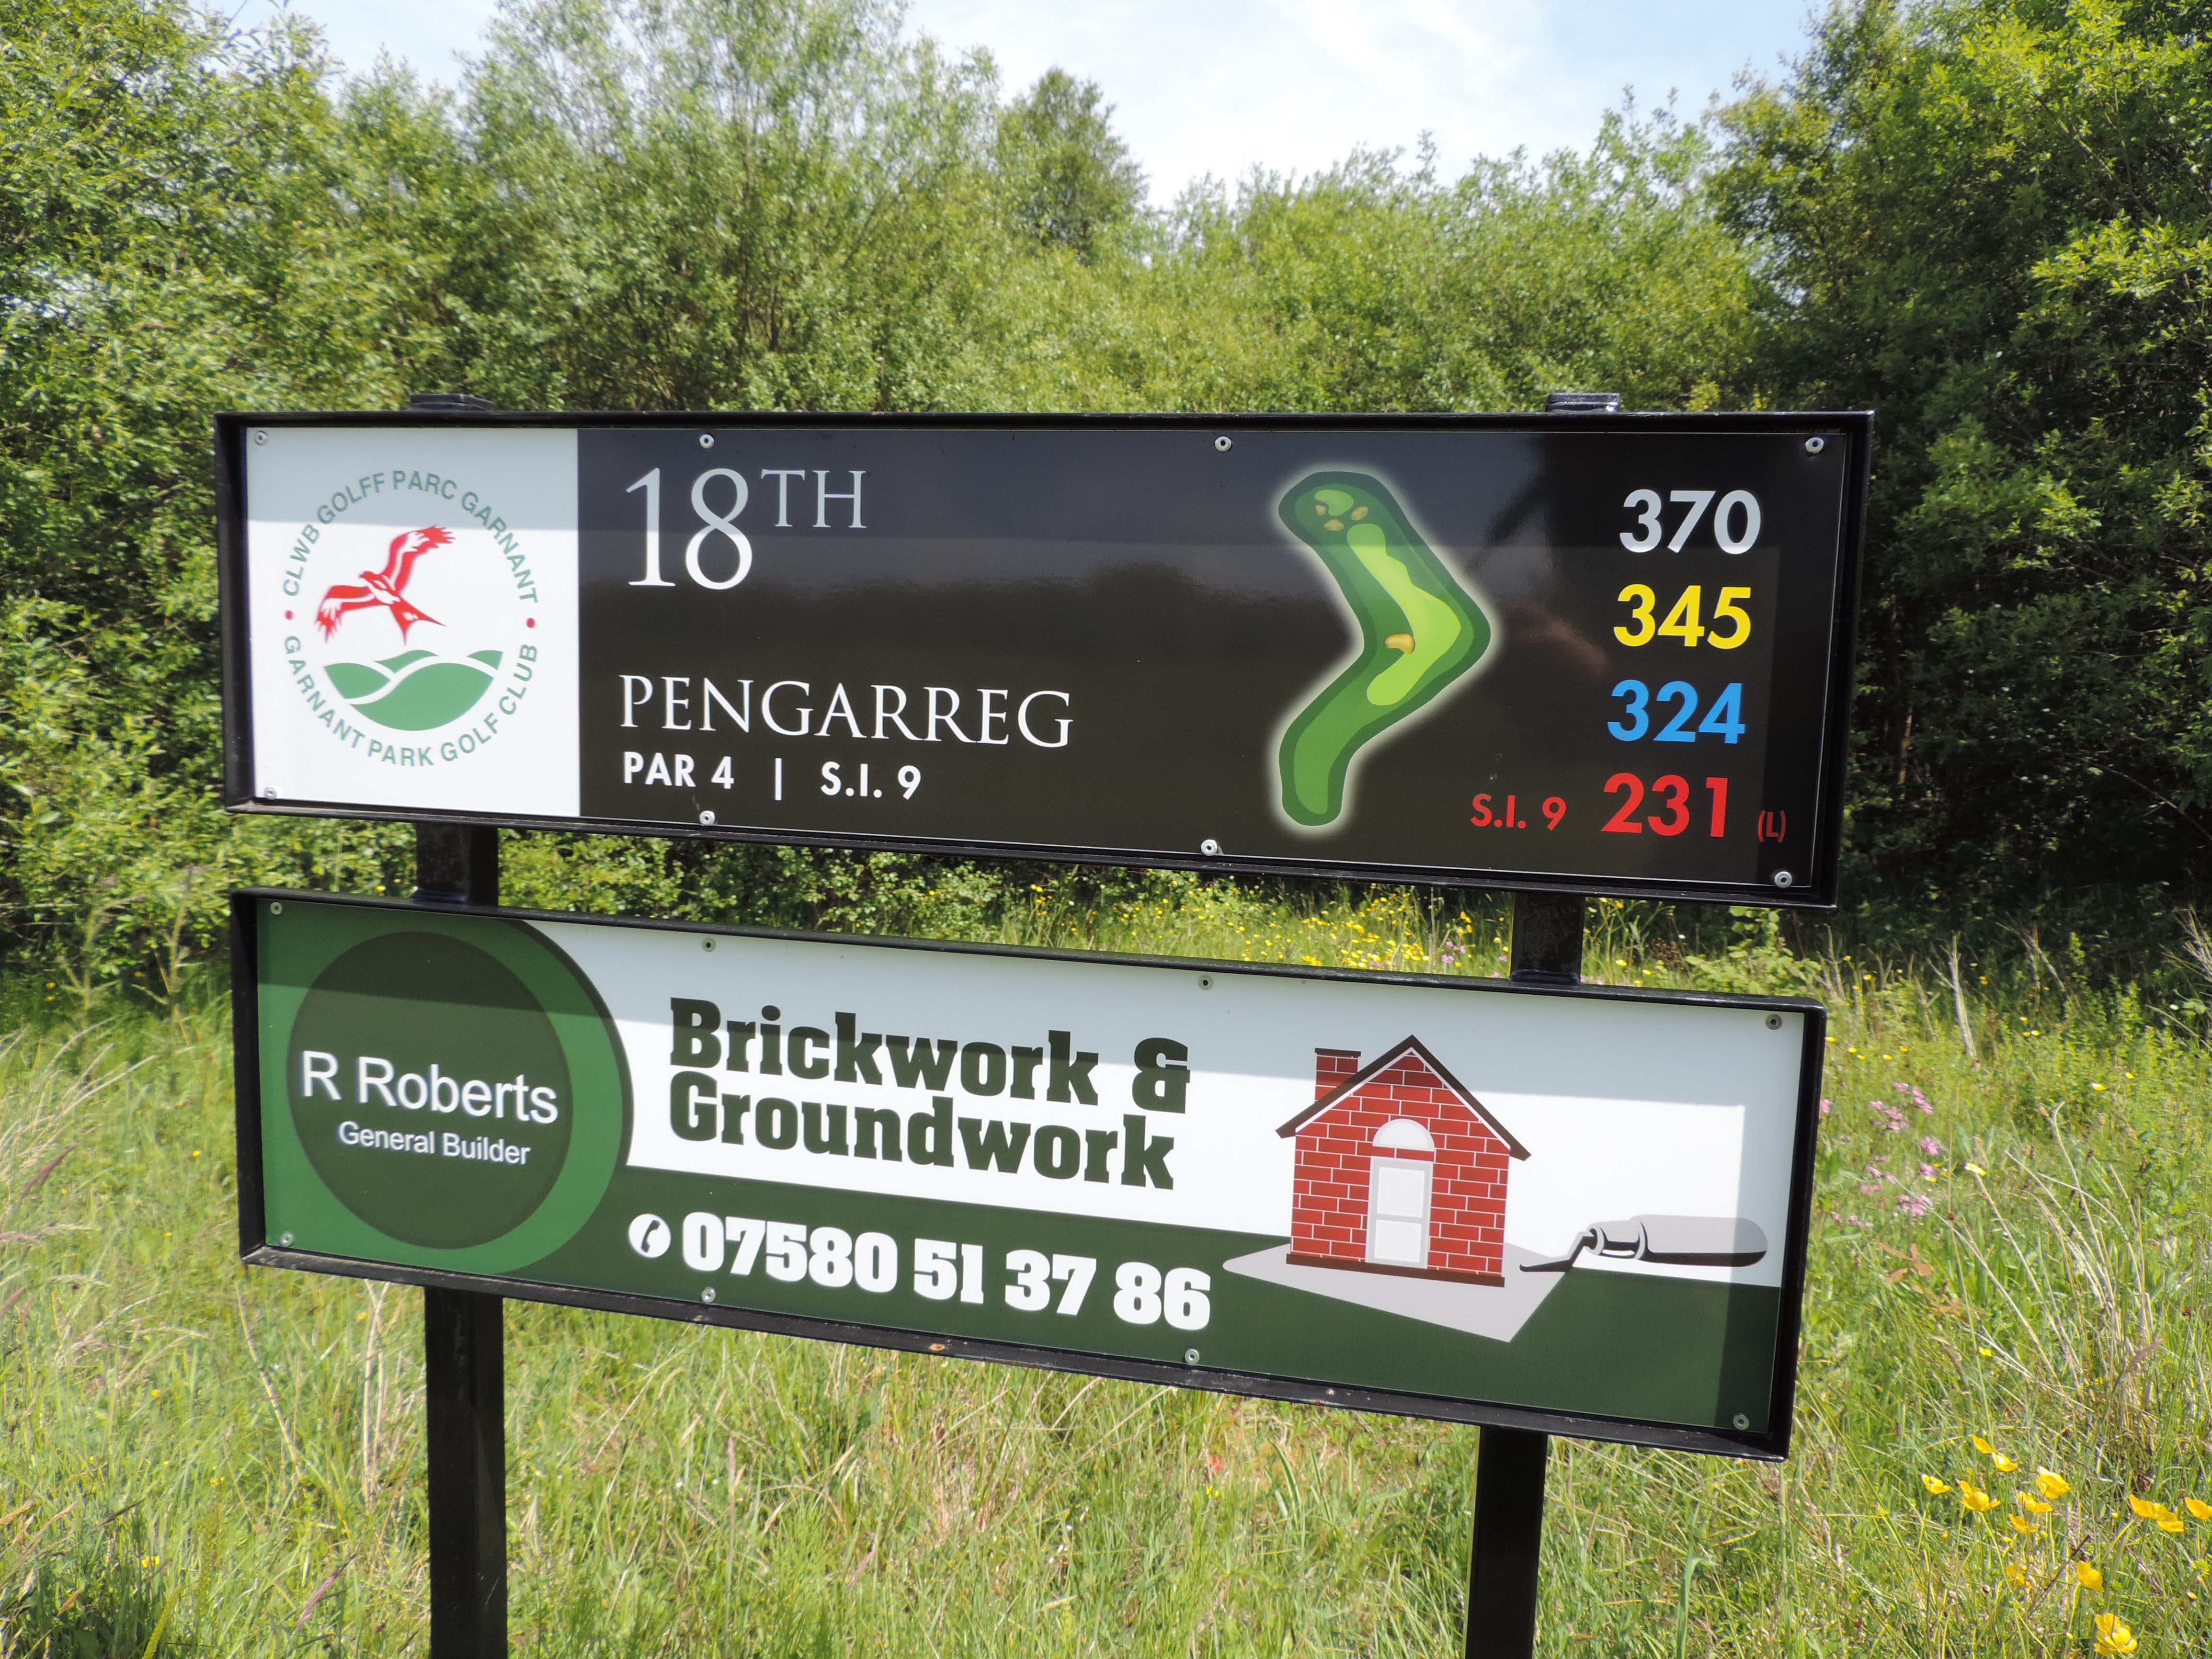 CLWB GOLFF PARC GARNANT
GARNANT PARK GOLF CLUB
18TH
PENGARREG
PAR 4 | S.I. 9
370
345
324
S.I. 9 231 (L)
R Roberts
General Builder
Brickwork &
Groundwork
07580 51 37 86